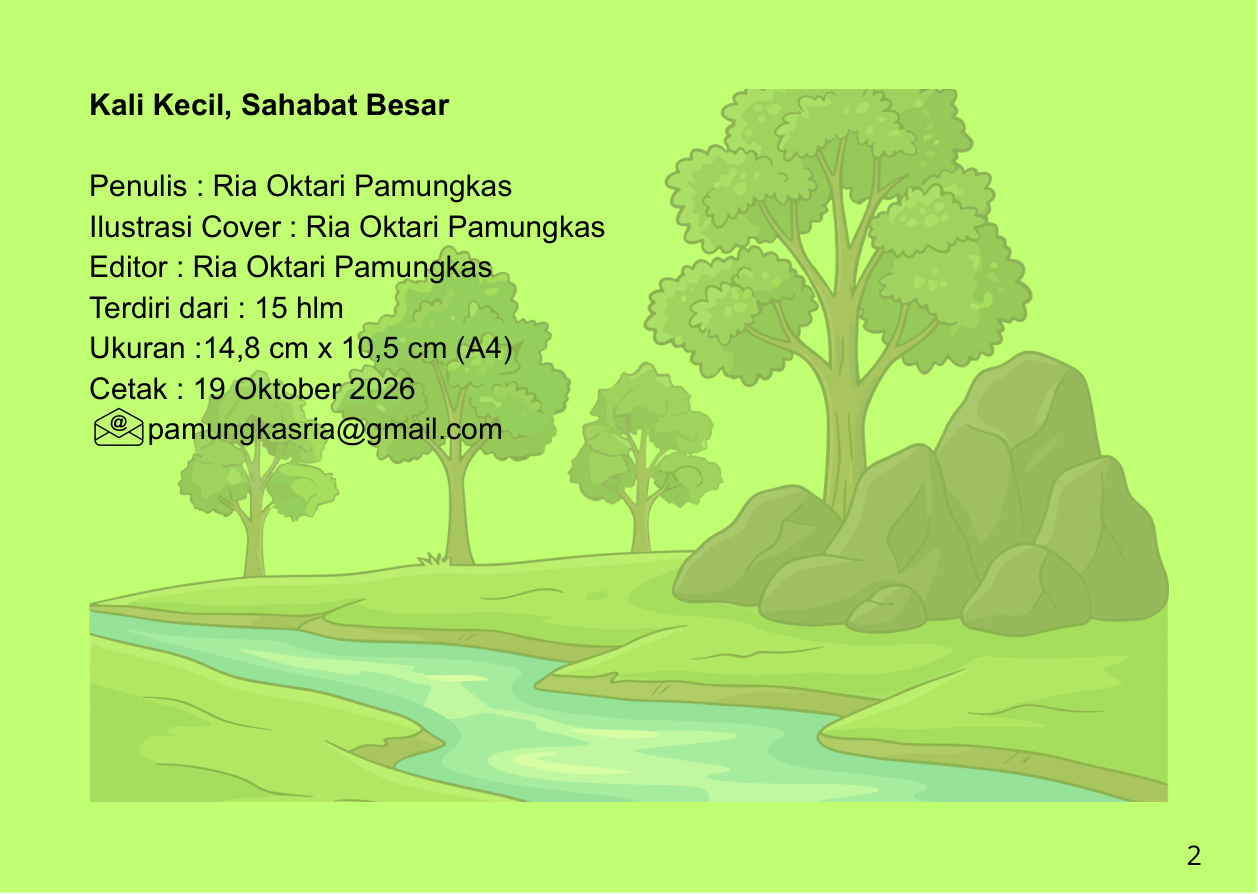 Kali Kecil, Sahabat Besar
Penulis : Ria Oktari Pamungkas
Ilustrasi Cover : Ria Oktari Pamungkas
Editor : Ria Oktari Pamungkas
Terdiri dari : 15 hlm
Ukuran :14,8 cm x 10,5 cm (A4)
Cetak : 19 Oktober 2026
@ pamungkasria@gmail.com
2